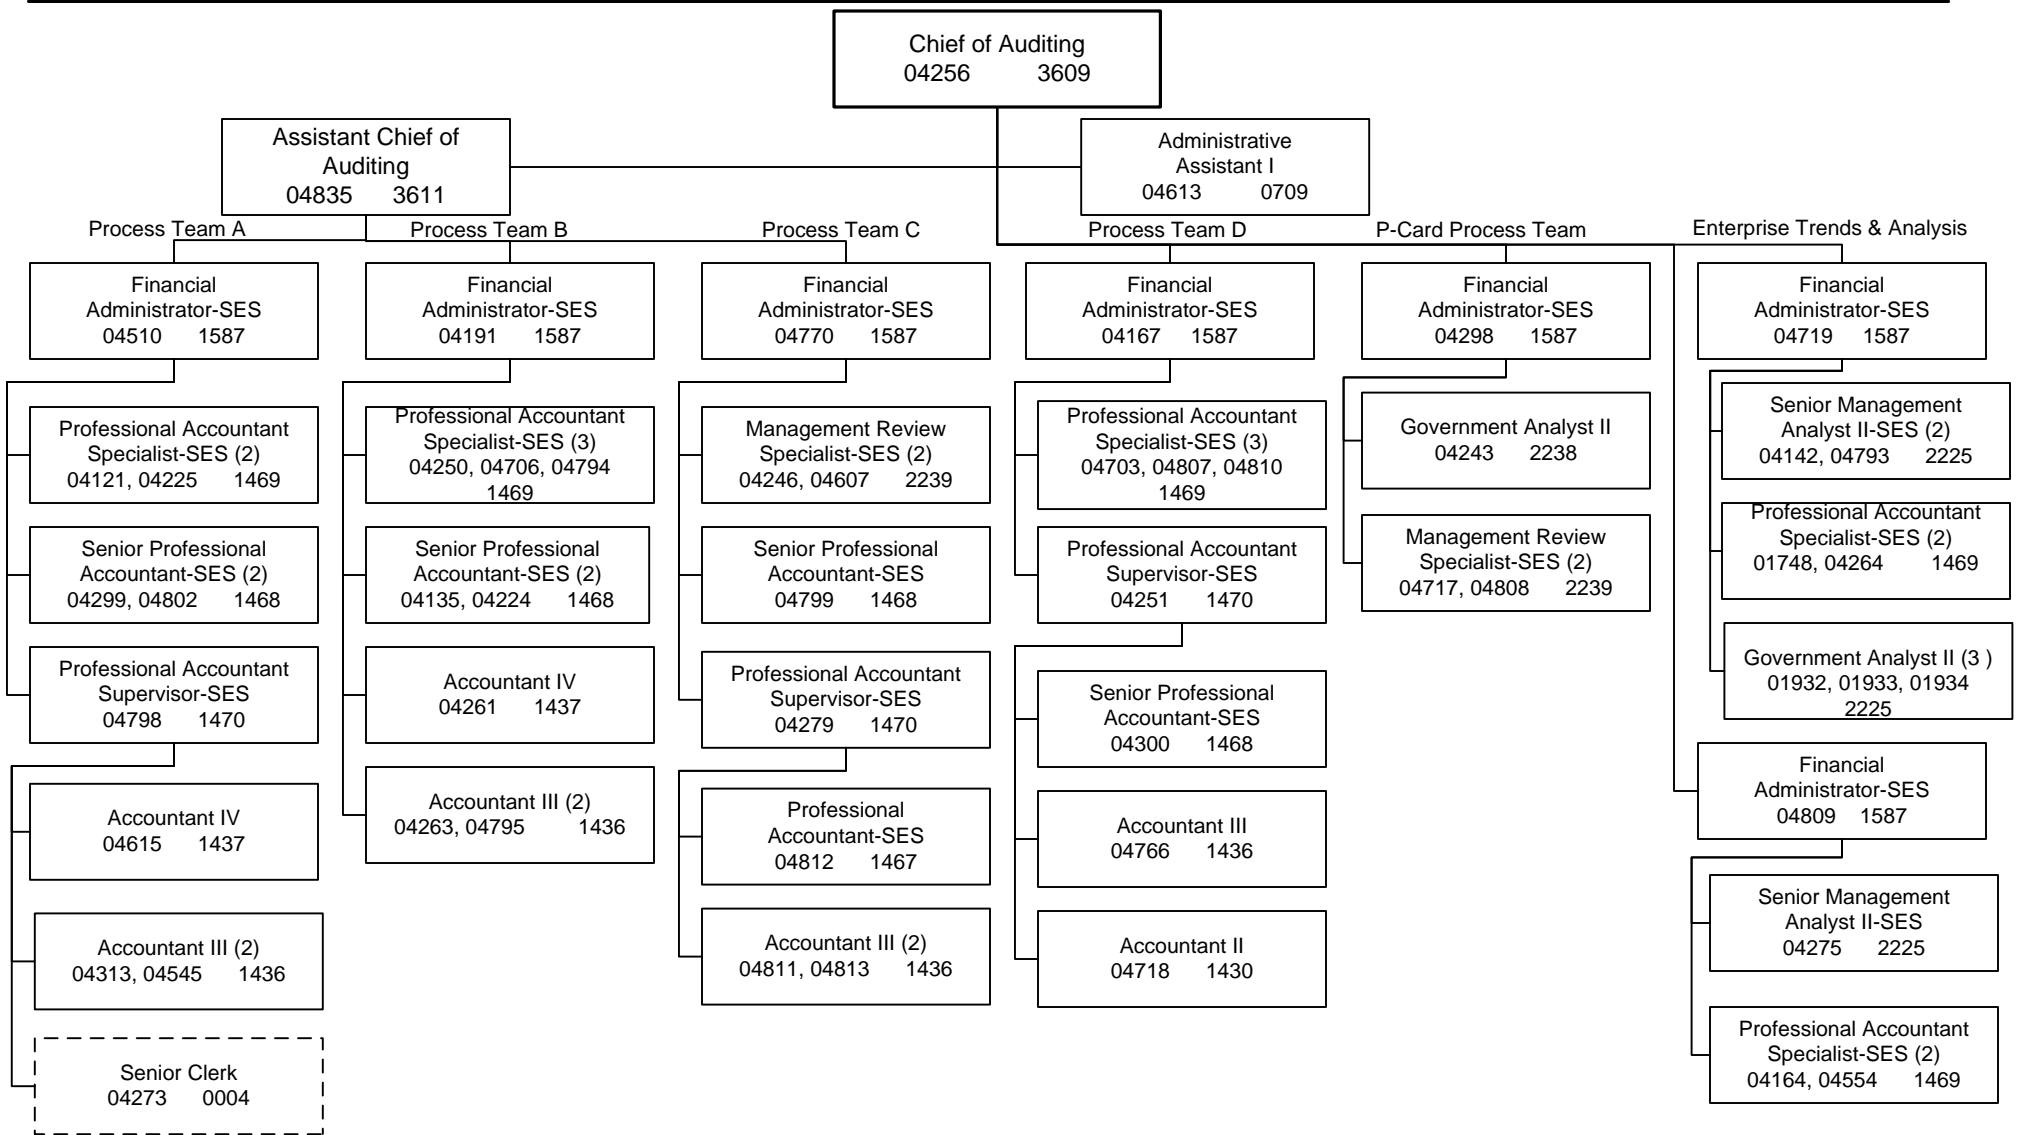 Chief of Auditing
04256 3609
Assistant Chief of
Auditing
04835 3611
Administrative
Assistant I
04613 0709
Process Team A
Financial
Administrator-SES
04510 1587
Professional Accountant
Specialist-SES (2)
04121, 04225 1469
Senior Professional
Accountant-SES (2)
04299, 04802 1468
Professional Accountant
Supervisor-SES
04798 1470
Accountant IV
04615 1437
Accountant III (2)
04313, 04545 1436
Senior Clerk
04273 0004
Process Team B
Financial
Administrator-SES
04191 1587
Professional Accountant
Specialist-SES (3)
04250, 04706, 04794
1469
Senior Professional
Accountant-SES (2)
04135, 04224 1468
Accountant IV
04261 1437
Accountant III (2)
04263, 04795 1436
Process Team C
Financial
Administrator-SES
04770 1587
Management Review
Specialist-SES (2)
04246, 04607 2239
Senior Professional
Accountant-SES
04799 1468
Professional Accountant
Supervisor-SES
04279 1470
Professional
Accountant-SES
04812 1467
Accountant III (2)
04811, 04813 1436
Process Team D
Financial
Administrator-SES
04167 1587
Professional Accountant
Specialist-SES (3)
04703, 04807, 04810
1469
Professional Accountant
Supervisor-SES
04251 1470
Senior Professional
Accountant-SES
04300 1468
Accountant III
04766 1436
Accountant II
04718 1430
P-Card Process Team
Financial
Administrator-SES
04298 1587
Government Analyst II
04243 2238
Management Review
Specialist-SES (2)
04717, 04808 2239
Enterprise Trends & Analysis
Financial
Administrator-SES
04719 1587
Senior Management
Analyst II-SES (2)
04142, 04793 2225
Professional Accountant
Specialist-SES (2)
01748, 04264 1469
Government Analyst II (3 )
01932, 01933, 01934
2225
Financial
Administrator-SES
04809 1587
Senior Management
Analyst II-SES
04275 2225
Professional Accountant
Specialist-SES (2)
04164, 04554 1469